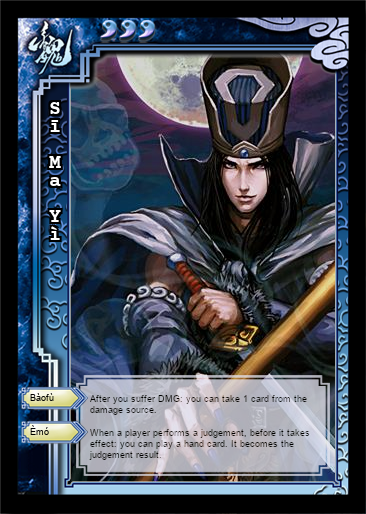 Sī Ma Yì
Bàofù
After you suffer DMG: you can take 1 card from the
damage source.
Èmó
When a player performs a judgement, before it takes
effect: you can play a hand card. It becomes the
judgement result.